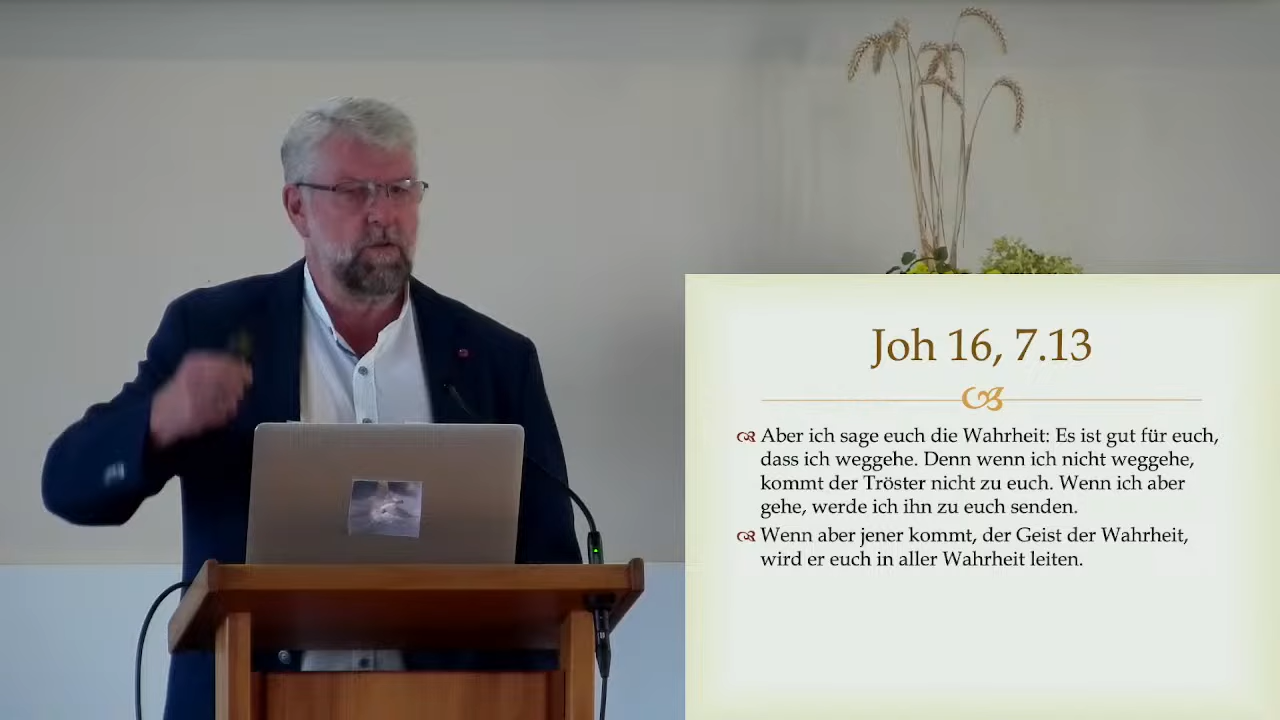 Joh 16, 7.13
Aber ich sage euch die Wahrheit: Es ist gut für euch,
dass ich weggehe. Denn wenn ich nicht weggehe,
kommt der Tröster nicht zu euch. Wenn ich aber
gehe, werde ich ihn zu euch senden.
Wenn aber jener kommt, der Geist der Wahrheit,
wird er euch in aller Wahrheit leiten.